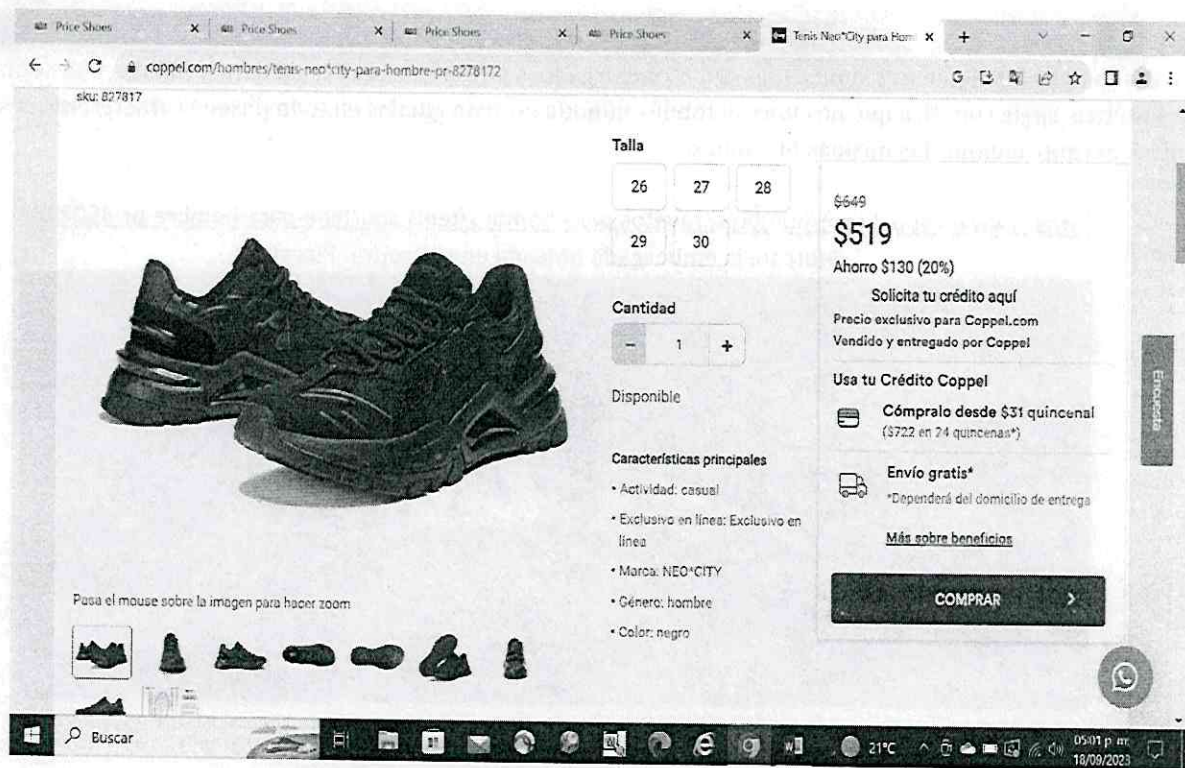 Price Shoes
Price Shoes
Price Shoes
Price Shoes
Tenis Neo*City para Hom
coppel.com/hombres/tenis-neo*city-para-hombre-pr-8278172
sku: 827817
Talla
26 27 28
29 30
Cantidad
- 1 +
Disponible
Características principales
• Actividad: casual
• Exclusivo en línea: Exclusivo en
línea
• Marca: NEO*CITY
• Género: hombre
• Color: negro
$649
$519
Ahorro $130 (20%)
Solicita tu crédito aquí
Precio exclusivo para Coppel.com
Vendido y entregado por Coppel
Usa tu Crédito Coppel
Cómpralo desde $31 quincenal
($722 en 24 quincenas*)
Envío gratis*
*Dependerá del domicilio de entrega
Más sobre beneficios
COMPRAR
Encuesta
Pasa el mouse sobre la imagen para hacer zoom
Buscar
21°C
05:01 p. m.
18/09/2023